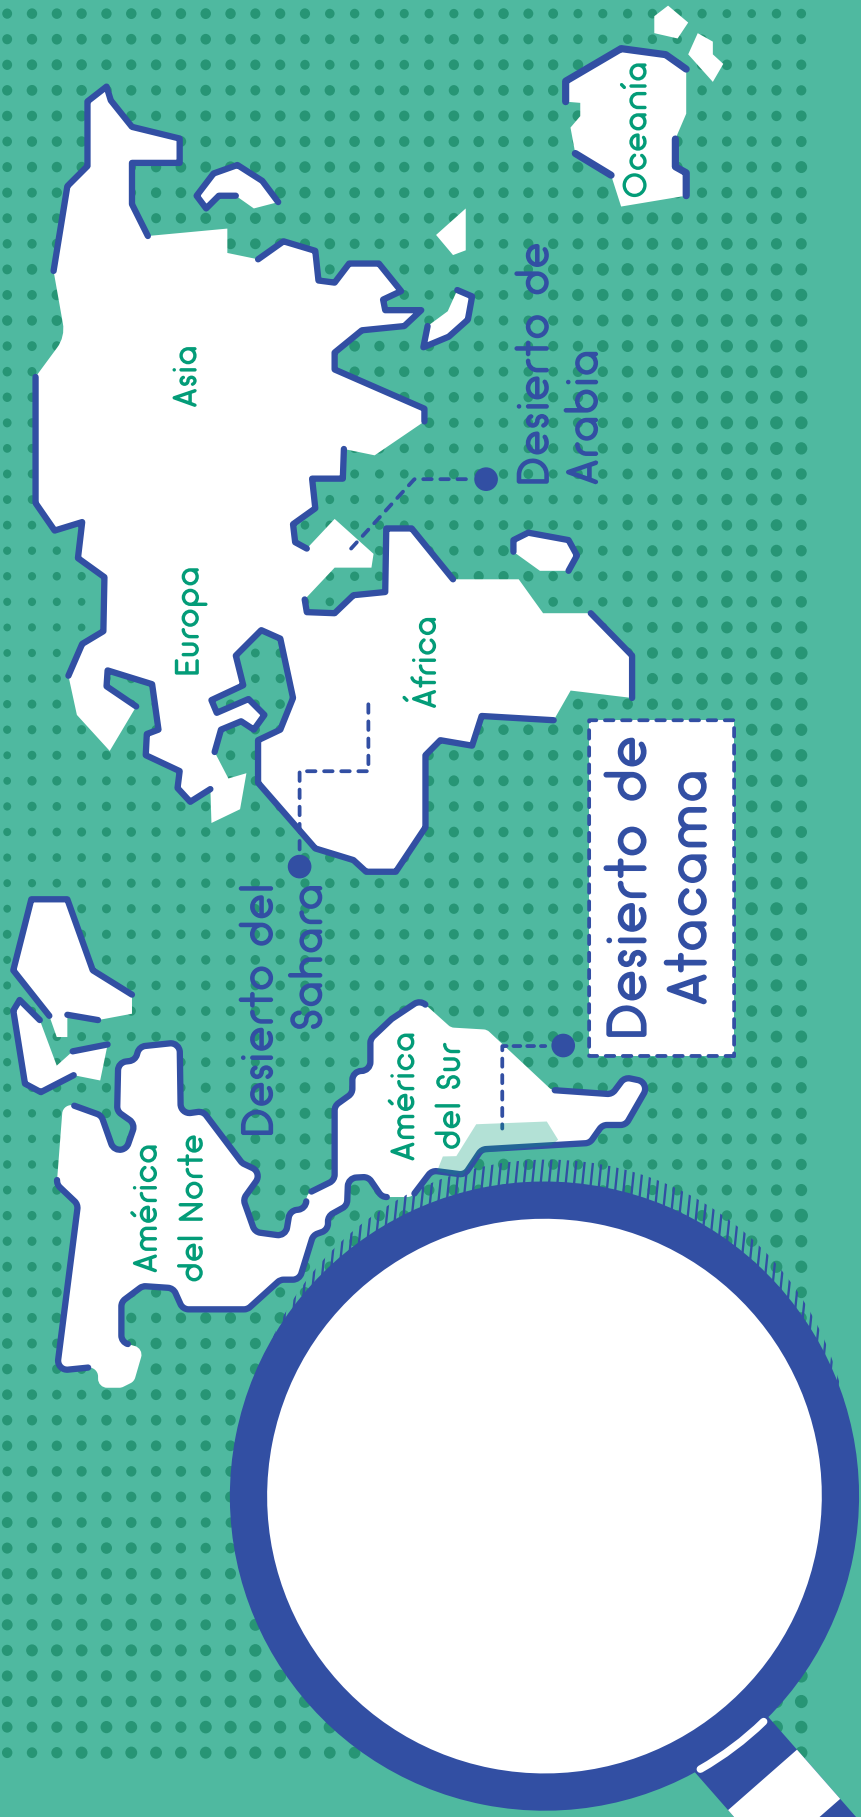 América
del Norte
América
del Sur
Desierto del
Sahara
Desierto de
Atacama
Europa
África
Asia
Desierto de
Arabia
Oceanía